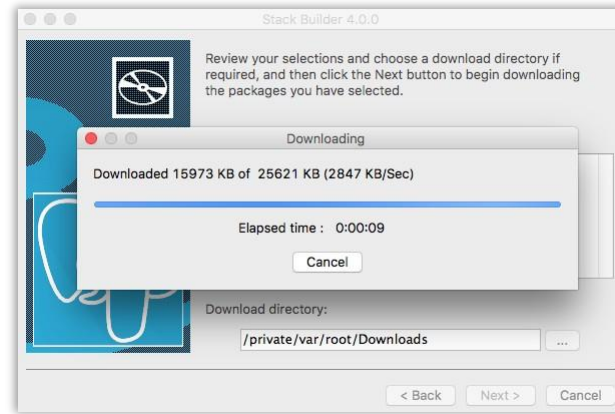 Stack Builder 4.0.0
Review your selections and choose a download directory if
required, and then click the Next button to begin downloading
the packages you have selected.
Downloading
Downloaded 15973 KB of 25621 KB (2847 KB/Sec)
Elapsed time : 0:00:09
Cancel
Download directory:
/private/var/root/Downloads
...
< Back
Next >
Cancel